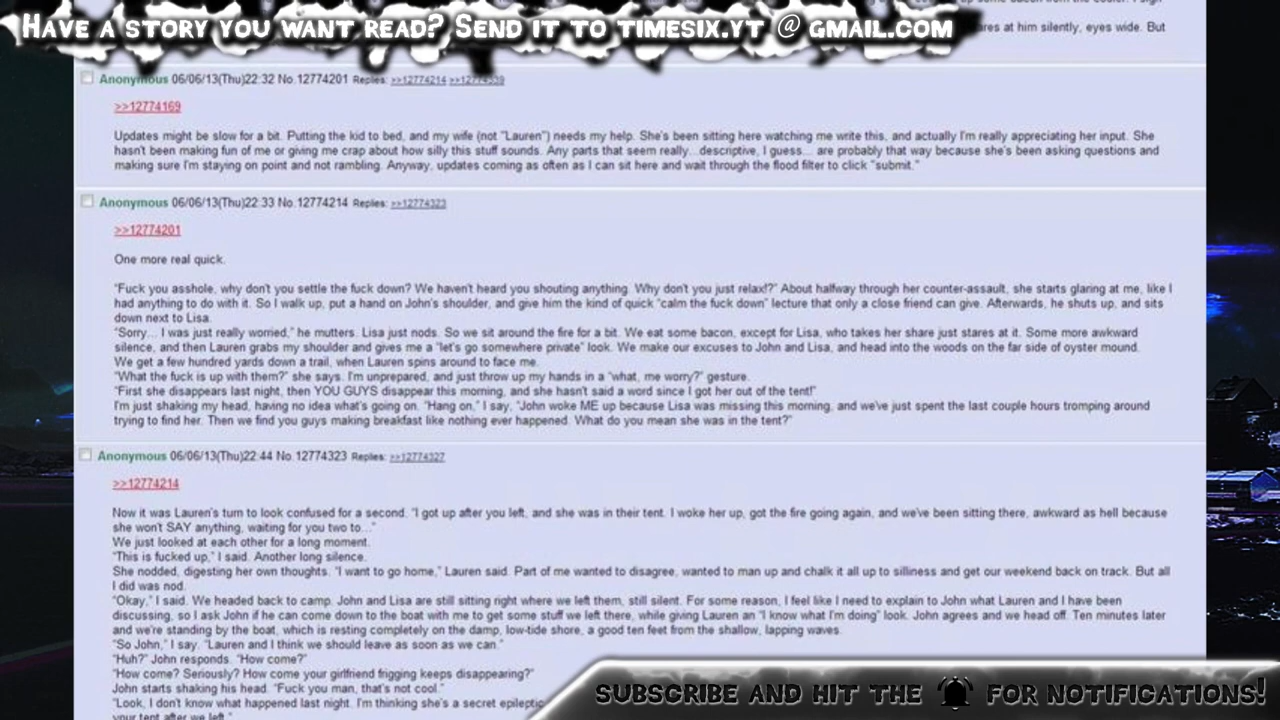 Have a story you want read? Send it to timesix.yt @ gmail.com
ares at him silently, eyes wide. But
Anonymous 06/06/13(Thu)22:32 No.12774201 Replies: >>12774214 >>12774339
>>12774169
Updates might be slow for a bit. Putting the kid to bed, and my wife (not "Lauren") needs my help. She's been sitting here watching me write this, and actually I'm really appreciating her input. She
hasn't been making fun of me or giving me crap about how silly this stuff sounds. Any parts that seem really...descriptive, I guess... are probably that way because she's been asking questions and
making sure I'm staying on point and not rambling. Anyway, updates coming as often as I can sit here and wait through the flood filter to click "submit."
Anonymous 06/06/13(Thu)22:33 No.12774214 Replies: >>12774323
>>12774201
One more real quick.
"Fuck you asshole, why don't you settle the fuck down? We haven't heard you shouting anything. Why don't you just relax!?" About halfway through her counter-assault, she starts glaring at me, like I
had anything to do with it. So I walk up, put a hand on John's shoulder, and give him the kind of quick "calm the fuck down" lecture that only a close friend can give. Afterwards, he shuts up, and sits
down next to Lisa.
"Sorry... I was just really worried," he mutters. Lisa just nods. So we sit around the fire for a bit. We eat some bacon, except for Lisa, who takes her share just stares at it. Some more awkward
silence, and then Lauren grabs my shoulder and gives me a "let's go somewhere private" look. We make our excuses to John and Lisa, and head into the woods on the far side of oyster mound.
We get a few hundred yards down a trail, when Lauren spins around to face me.
"What the fuck is up with them?" she says. I'm unprepared, and just throw up my hands in a "what, me worry?" gesture.
"First she disappears last night, then YOU GUYS disappear this morning, and she hasn't said a word since I got her out of the tent!"
I'm just shaking my head, having no idea what's going on. "Hang on," I say, "John woke ME up because Lisa was missing this morning, and we've just spent the last couple hours tromping around
trying to find her. Then we find you guys making breakfast like nothing ever happened. What do you mean she was in the tent?"
Anonymous 06/06/13(Thu)22:44 No.12774323 Replies: >>12774327
>>12774214
Now it was Lauren's turn to look confused for a second. "I got up after you left, and she was in their tent. I woke her up, got the fire going again, and we've been sitting there, awkward as hell because
she won't SAY anything, waiting for you two to..."
We just looked at each other for a long moment.
"This is fucked up," I said. Another long silence.
She nodded, digesting her own thoughts. "I want to go home," Lauren said. Part of me wanted to disagree, wanted to man up and chalk it all up to silliness and get our weekend back on track. But all
I did was nod.
"Okay," I said. We headed back to camp. John and Lisa are still sitting right where we left them, still silent. For some reason, I feel like I need to explain to John what Lauren and I have been
discussing, so I ask John if he can come down to the boat with me to get some stuff we left there, while giving Lauren an "I know what I'm doing" look. John agrees and we head off. Ten minutes later
and we're standing by the boat, which is resting completely on the damp, low-tide shore, a good ten feet from the shallow, lapping waves.
"So John," I say. "Lauren and I think we should leave as soon as we can."
"Huh?" John responds. "How come?"
"How come? Seriously? How come your girlfriend frigging keeps disappearing?"
John starts shaking his head. "Fuck you man, that's not cool."
"Look, I don't know what happened last night. I'm thinking she's a secret epileptic
your tent after we left."
Subscribe and hit the for notifications!